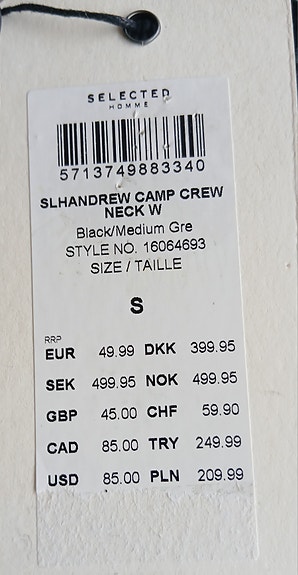 SELECTED
HOMME
5713749883340
SLHANDREW CAMP CREW
NECK W
Black/Medium Gre
STYLE NO. 16064693
SIZE / TAILLE
S
RRP
EUR 49.99 DKK 399.95
SEK 499.95 NOK 499.95
GBP 45.00 CHF 59.90
CAD 85.00 TRY 249.99
USD 85.00 PLN 209.99